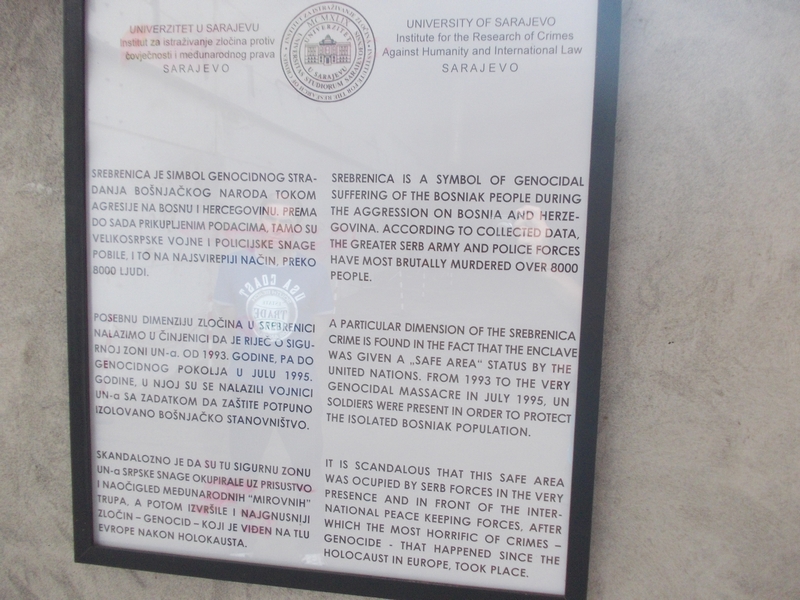 UNIVERZITET U SARAJEVU
Institut za istraživanje zločina protiv
čovječnosti i međunarodnog prava
SARAJEVO
UNIVERSITY OF SARAJEVO
Institute for the Research of Crimes
Against Humanity and International Law
SARAJEVO
SREBRENICA JE SIMBOL GENOCIDNOG STRA-
DANJA BOŠNJAČKOG NARODA TOKOM
AGRESIJE NA BOSNU I HERCEGOVINU. PREMA
DO SADA PRIKUPLJENIM PODACIMA, TAMO SU
VELIKOSRPSKE VOJNE I POLICIJSKE SNAGE
POBILE, I TO NA NAJSVIREPIJI NAČIN, PREKO
8000 LJUDI.
POSEBNU DIMENZIJU ZLOČINA U SREBRENICI
NALAZIMO U ČINJENICI DA JE RIJEČ O SIGU-
RNOJ ZONI UN-a. OD 1993. GODINE, PA DO
GENOCIDNOG POKOLJA U JULU 1995.
GODINE, U NJOJ SU SE NALAZILI VOJNICI
UN-a SA ZADATKOM DA ZAŠTITE POTPUNO
IZOLOVANO BOŠNJAČKO STANOVNIŠTVO.
SKANDALOZNO JE DA SU TU SIGURNU ZONU
UN-a SRPSKE SNAGE OKUPIRALE UZ PRISUSTVO
I NAOČIGLED MEĐUNARODNIH "MIROVNIH"
TRUPA, A POTOM IZVRŠILE I NAJGNUSNIJI
ZLOČIN – GENOCID – KOJI JE VIĐEN NA TLU
EVROPE NAKON HOLOKAUSTA.
SREBRENICA IS A SYMBOL OF GENOCIDAL
SUFFERING OF THE BOSNIAK PEOPLE DURING
THE AGGRESSION ON BOSNIA AND HERZE-
GOVINA. ACCORDING TO COLLECTED DATA,
THE GREATER SERB ARMY AND POLICE FORCES
HAVE MOST BRUTALLY MURDERED OVER 8000
PEOPLE.
A PARTICULAR DIMENSION OF THE SREBRENICA
CRIME IS FOUND IN THE FACT THAT THE ENCLAVE
WAS GIVEN A „SAFE AREA“ STATUS BY THE
UNITED NATIONS. FROM 1993 TO THE VERY
GENOCIDAL MASSACRE IN JULY 1995, UN
SOLDIERS WERE PRESENT IN ORDER TO PROTECT
THE ISOLATED BOSNIAK POPULATION.
IT IS SCANDALOUS THAT THIS SAFE AREA
WAS OCUPIED BY SERB FORCES IN THE VERY
PRESENCE AND IN FRONT OF THE INTER-
NATIONAL PEACE KEEPING FORCES, AFTER
WHICH THE MOST HORRIFIC OF CRIMES –
GENOCIDE - THAT HAPPENED SINCE THE
HOLOCAUST IN EUROPE, TOOK PLACE.